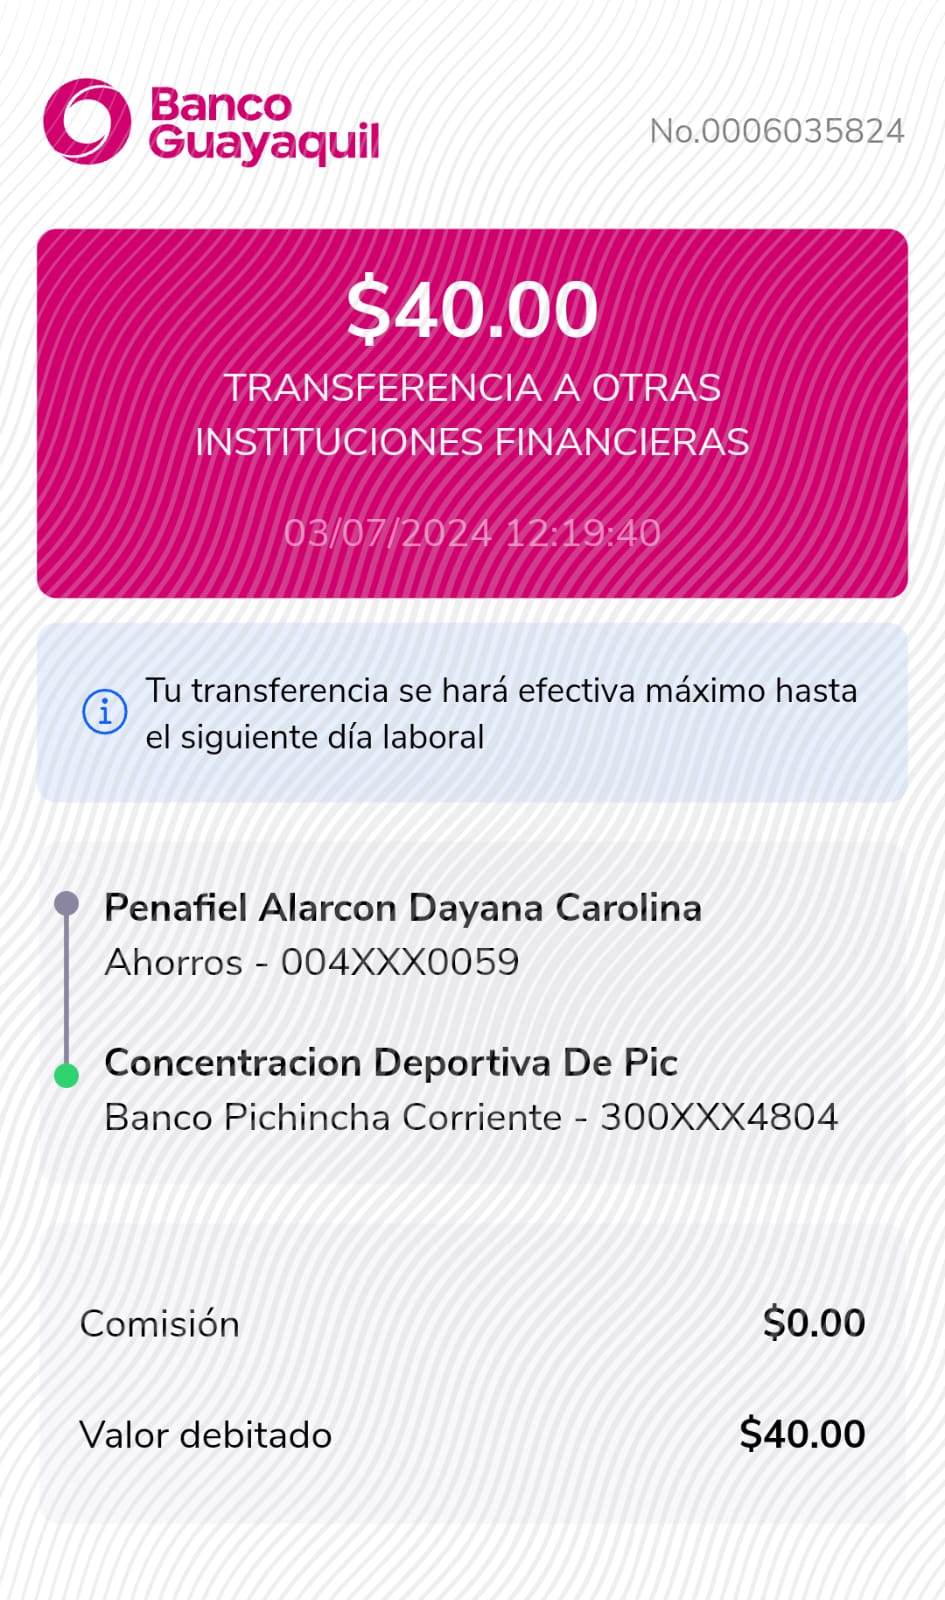 Banco
Guayaquil
No.0006035824
$40.00
TRANSFERENCIA A OTRAS
INSTITUCIONES FINANCIERAS
03/07/2024 12:19:40
Tu transferencia se hará efectiva máximo hasta
el siguiente día laboral
Penafiel Alarcon Dayana Carolina
Ahorros - 004XXX0059
Concentracion Deportiva De Pic
Banco Pichincha Corriente - 300XXX4804
Comisión $0.00
Valor debitado $40.00